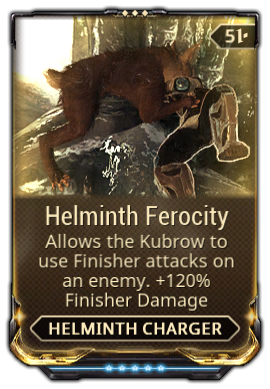 51
Helminth Ferocity
Allows the Kubrow to
use Finisher attacks on
an enemy. +120%
Finisher Damage
HELMINTH CHARGER